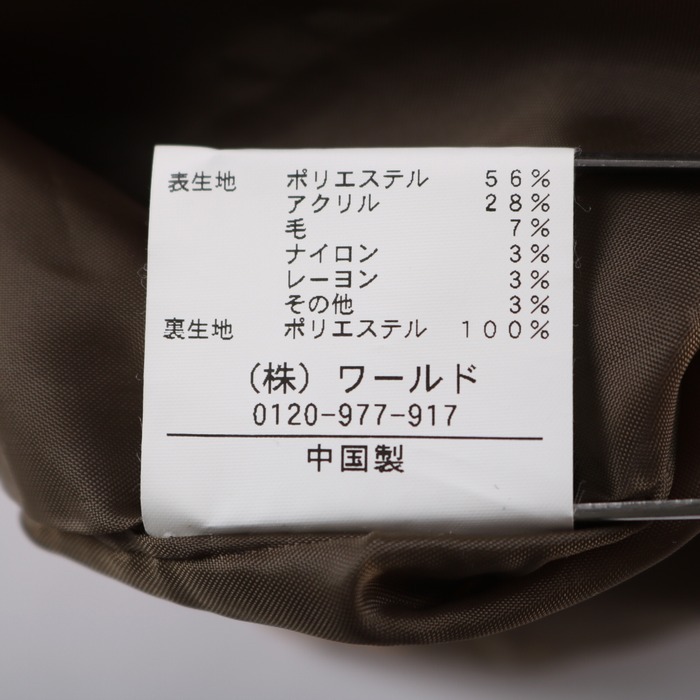 表生地 ポリエステル 56%
アクリル 28%
毛 7%
ナイロン 3%
レーヨン 3%
その他 3%
裏生地 ポリエステル 100%
(株) ワールド
0120-977-917
中国製